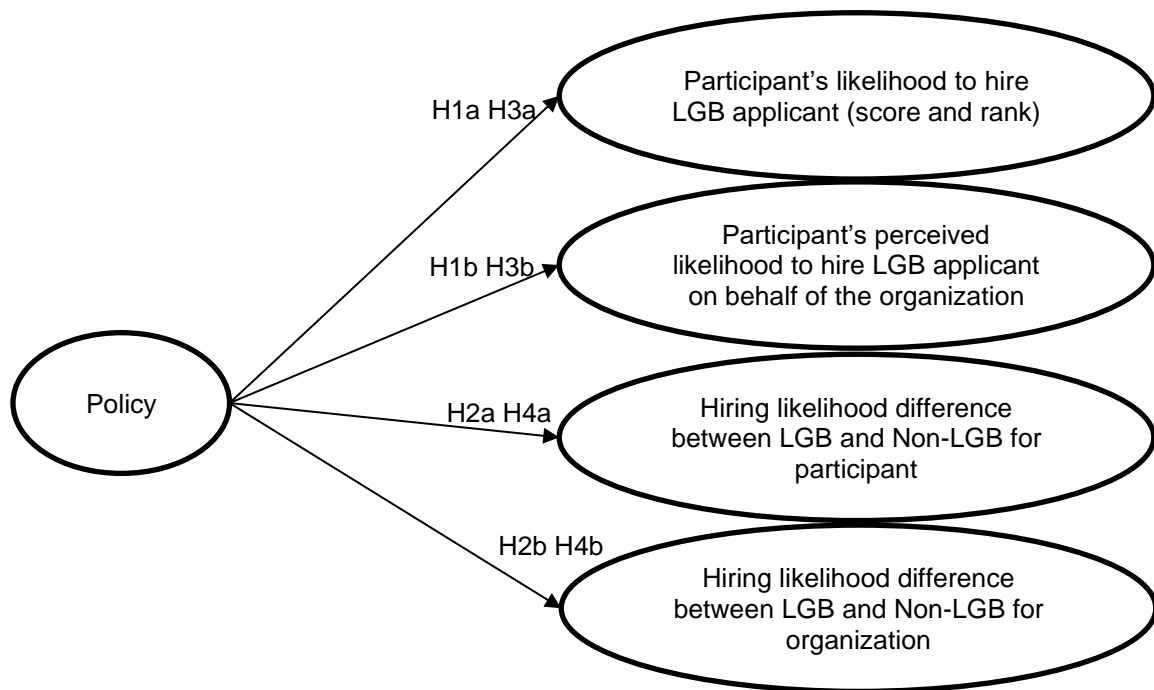 Participant’s likelihood to hire
LGB applicant (score and rank)
H1a H3a
Participant’s perceived
likelihood to hire LGB applicant
on behalf of the organization
H1b H3b
Policy
H2a H4a
Hiring likelihood difference
between LGB and Non-LGB for
participant
H2b H4b
Hiring likelihood difference
between LGB and Non-LGB for
organization